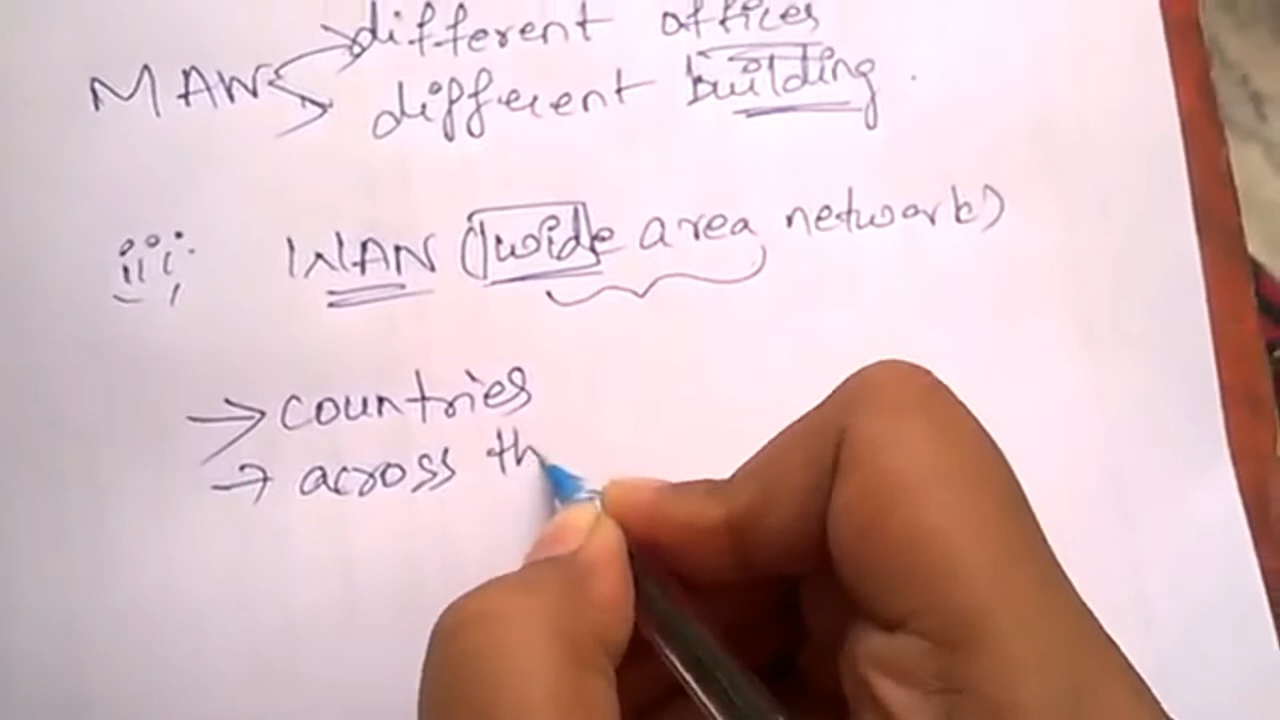 different offices
MAN
different building.
iii; WAN (wide area network)
→ countries
→ across th